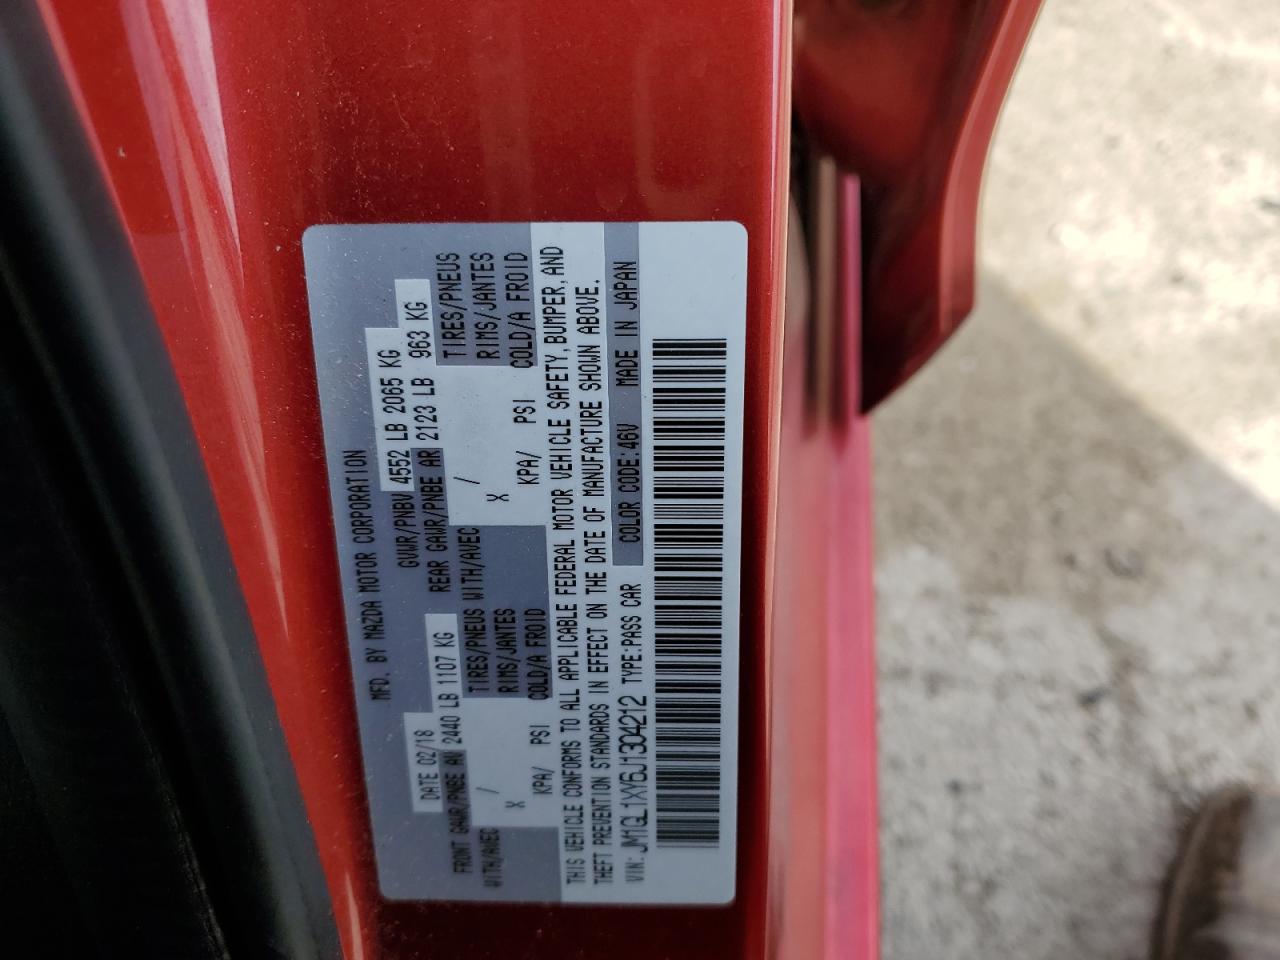 MFD. BY MAZDA MOTOR CORPORATION
DATE 02/18 GVWR/PNBV 4552 LB 2065 KG
FRONT GAWR/PNBE AV 2440 LB 1107 KG REAR GAWR/PNBE AR 2123 LB 963 KG
WITH/AVEC / TIRES/PNEUS WITH/AVEC / TIRES/PNEUS
X RIMS/JANTES X RIMS/JANTES
KPA/ PSI COLD/A FROID KPA/ PSI COLD/A FROID
THIS VEHICLE CONFORMS TO ALL APPLICABLE FEDERAL MOTOR VEHICLE SAFETY, BUMPER, AND
THEFT PREVENTION STANDARDS IN EFFECT ON THE DATE OF MANUFACTURE SHOWN ABOVE.
VIN: JM1GL1XY6J1304212 TYPE: PASS CAR COLOR CODE: 46V MADE IN JAPAN